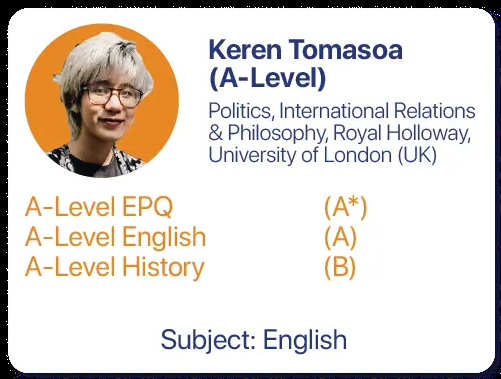 Keren Tomasoa
(A-Level)
Politics, International Relations
& Philosophy, Royal Holloway,
University of London (UK)
A-Level EPQ (A*)
A-Level English (A)
A-Level History (B)
Subject: English